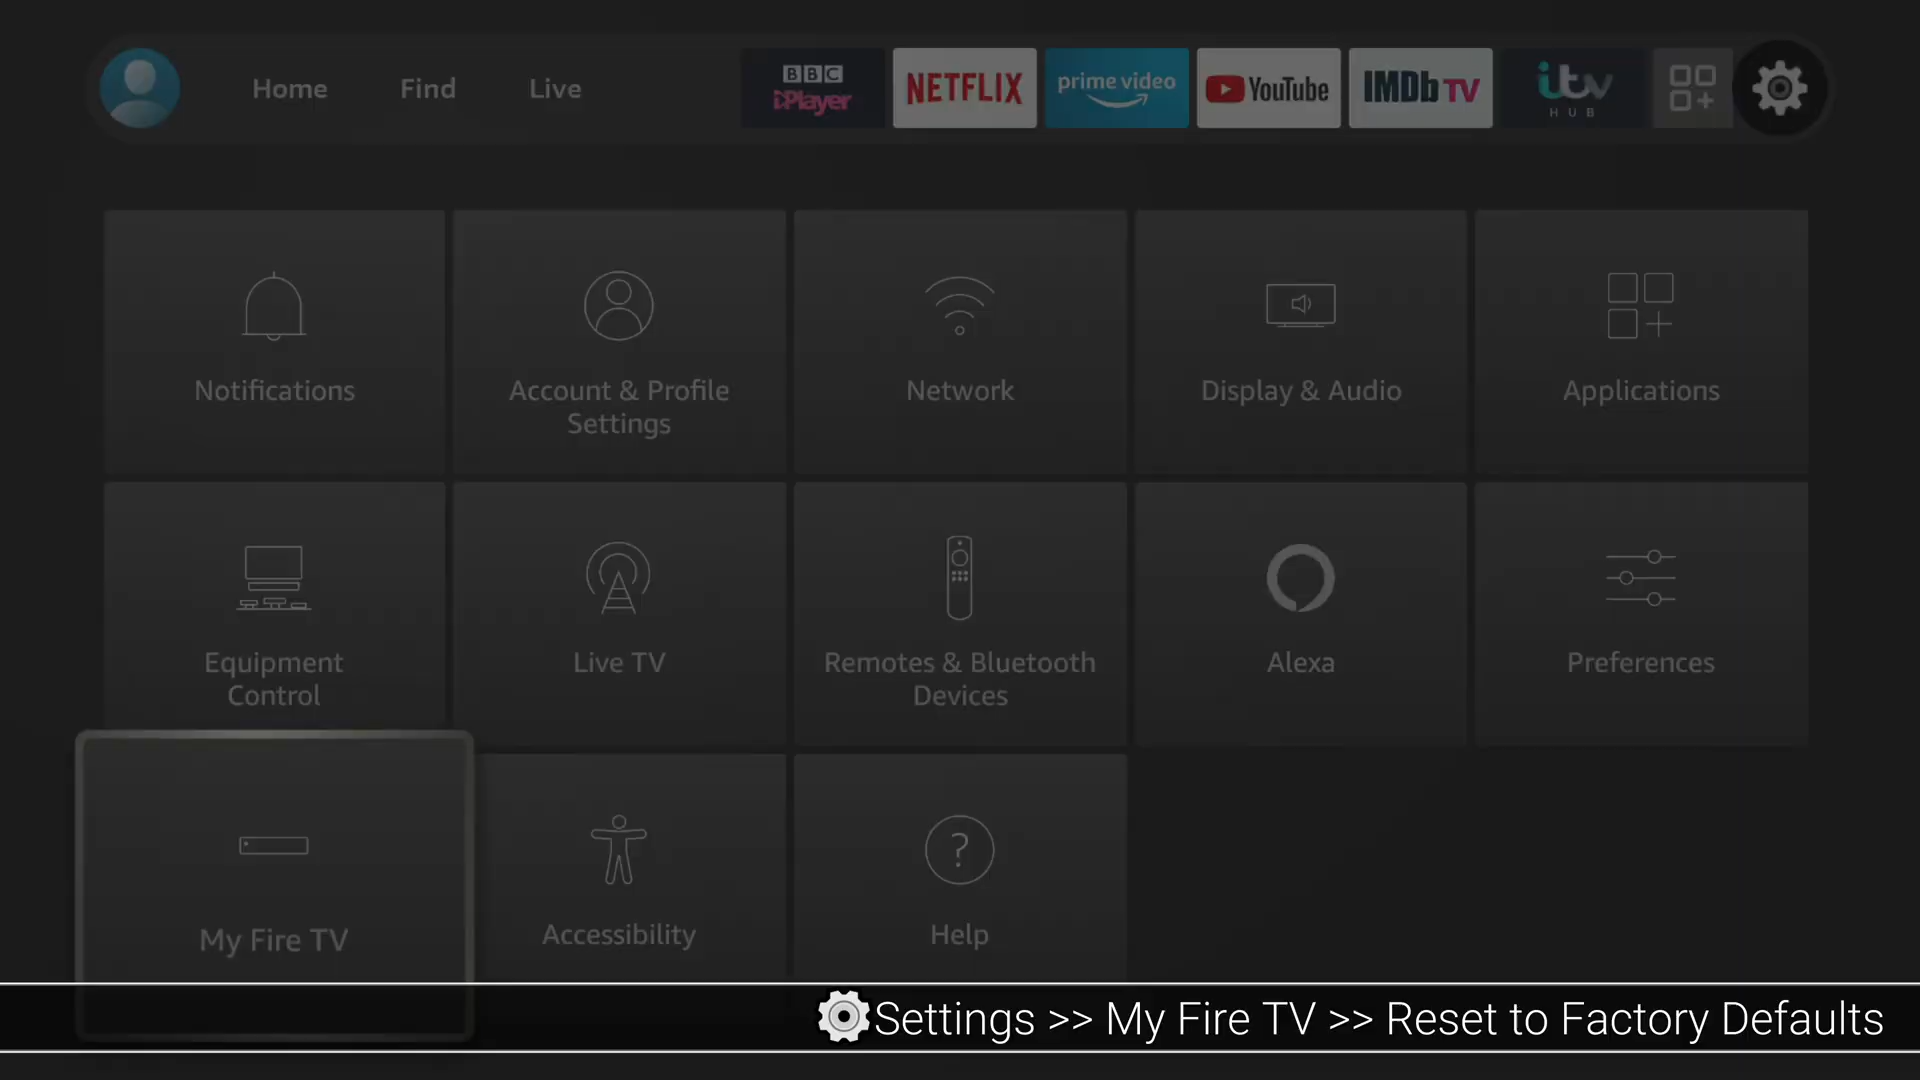 Home Find Live BBC iPlayer NETFLIX prime video YouTube IMDb TV itv HUB
Notifications
Account & Profile
Settings
Network
Display & Audio
Applications
Equipment
Control
Live TV
Remotes & Bluetooth
Devices
Alexa
Preferences
My Fire TV
Accessibility
?
Help
Settings >> My Fire TV >> Reset to Factory Defaults